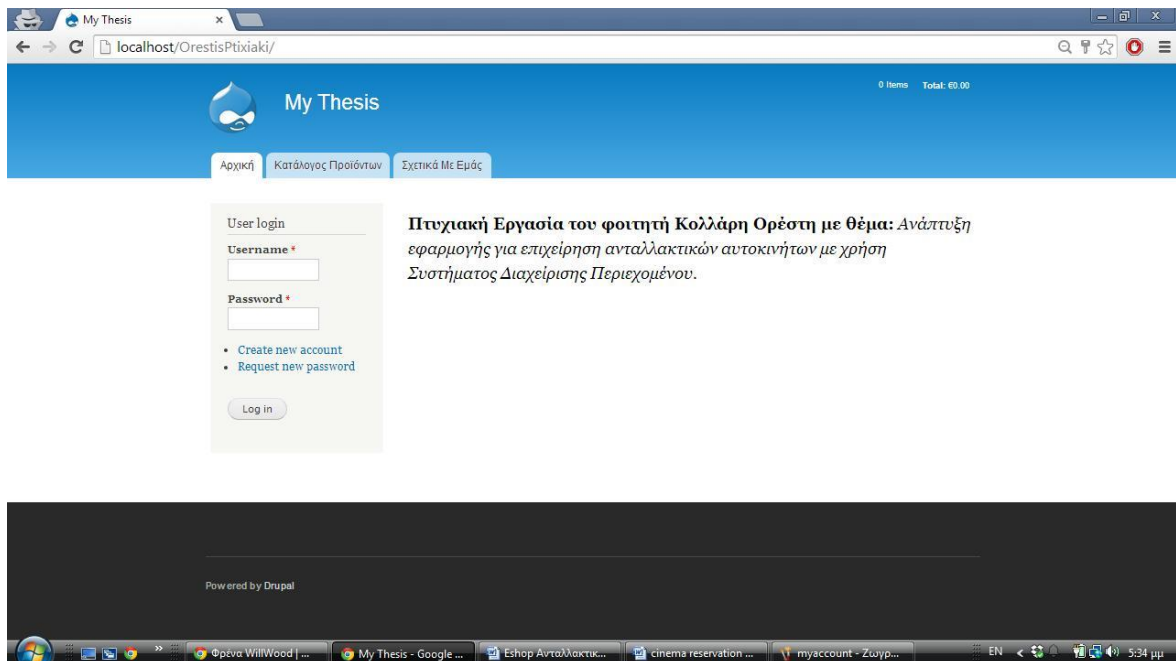 My Thesis
localhost/OrestisPtixiaki/
0 Items Total: €0.00
My Thesis
Αρχική Κατάλογος Προϊόντων Σχετικά Με Εμάς
User login
Username *
Password *
Create new account
Request new password
Log in
Πτυχιακή Εργασία του φοιτητή Κολλάρη Ορέστη με θέμα: Ανάπτυξη
εφαρμογής για επιχείρηση ανταλλακτικών αυτοκινήτων με χρήση
Συστήματος Διαχείρισης Περιεχομένου.
Powered by Drupal
Φρένα WillWood | ... My Thesis - Google ... Eshop Ανταλλακτικ... cinema reservation ... myaccount - Ζωγρ... EN 5:34 μμ